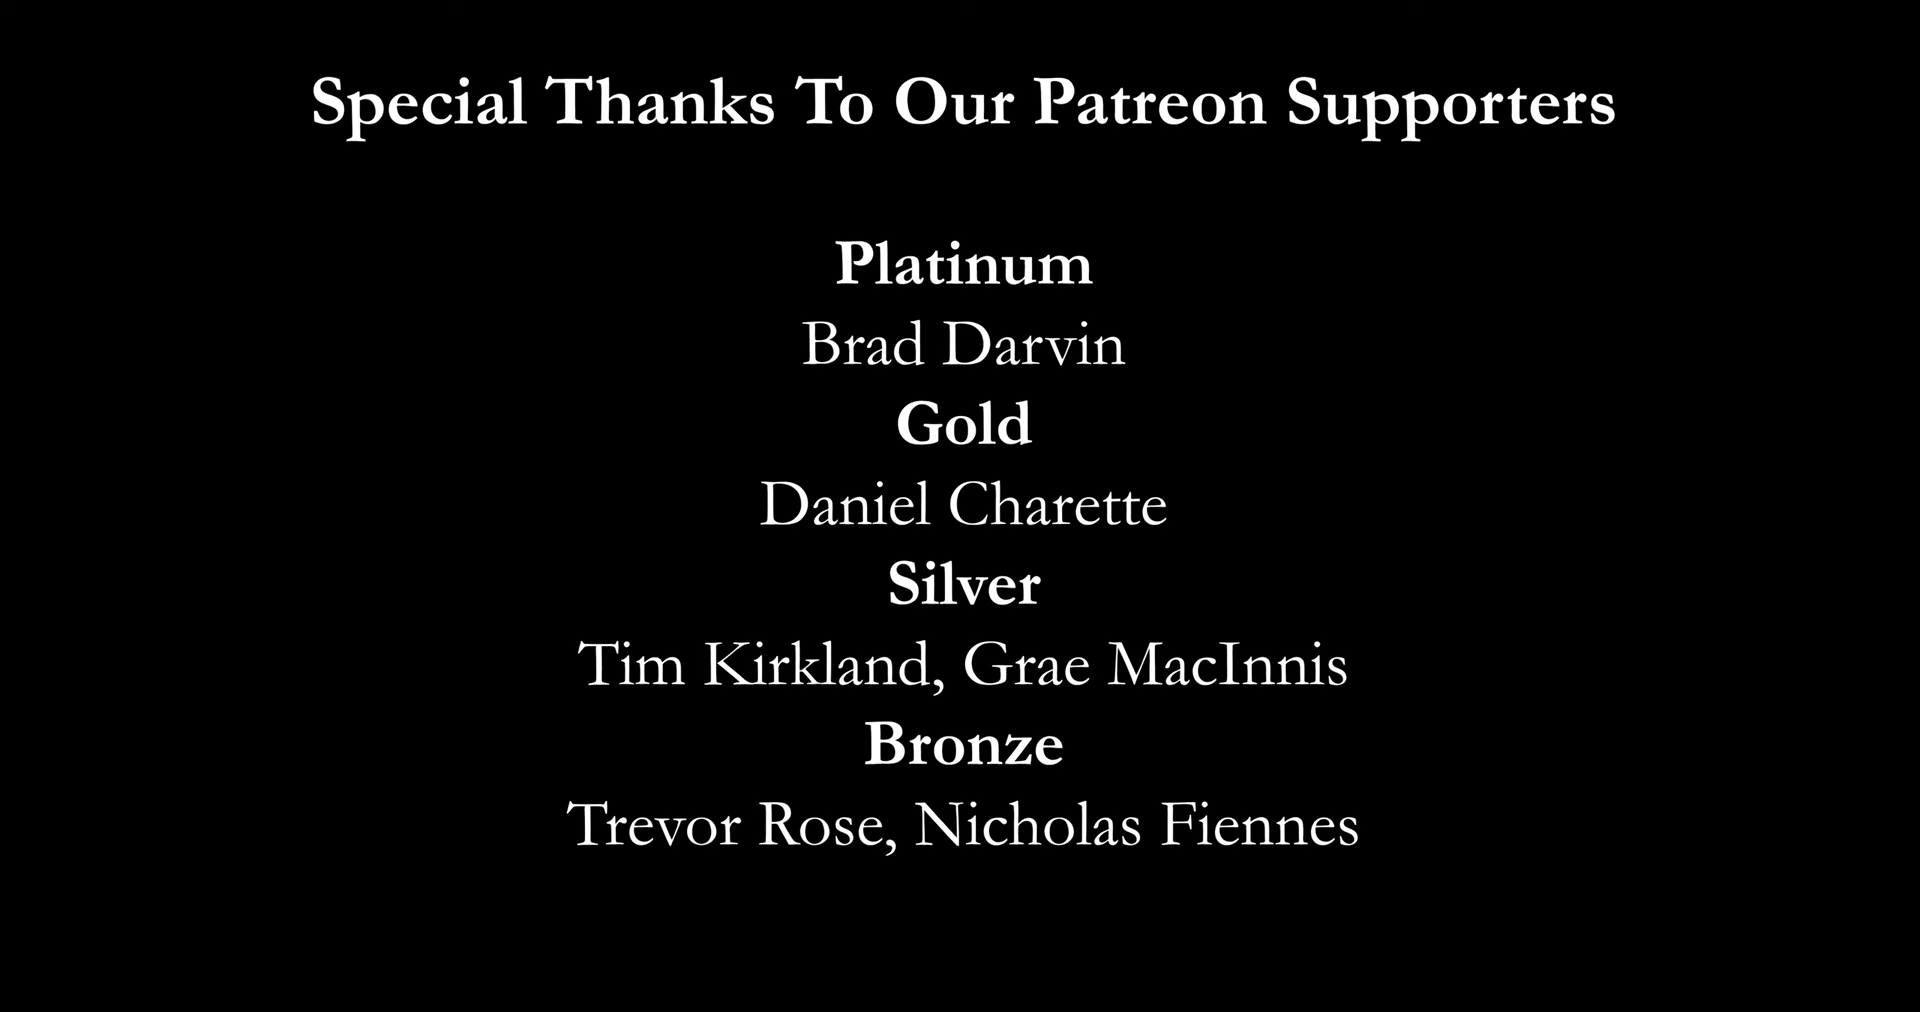 Special Thanks To Our Patreon Supporters
Platinum
Brad Darvin
Gold
Daniel Charette
Silver
Tim Kirkland, Grae MacInnis
Bronze
Trevor Rose, Nicholas Fiennes